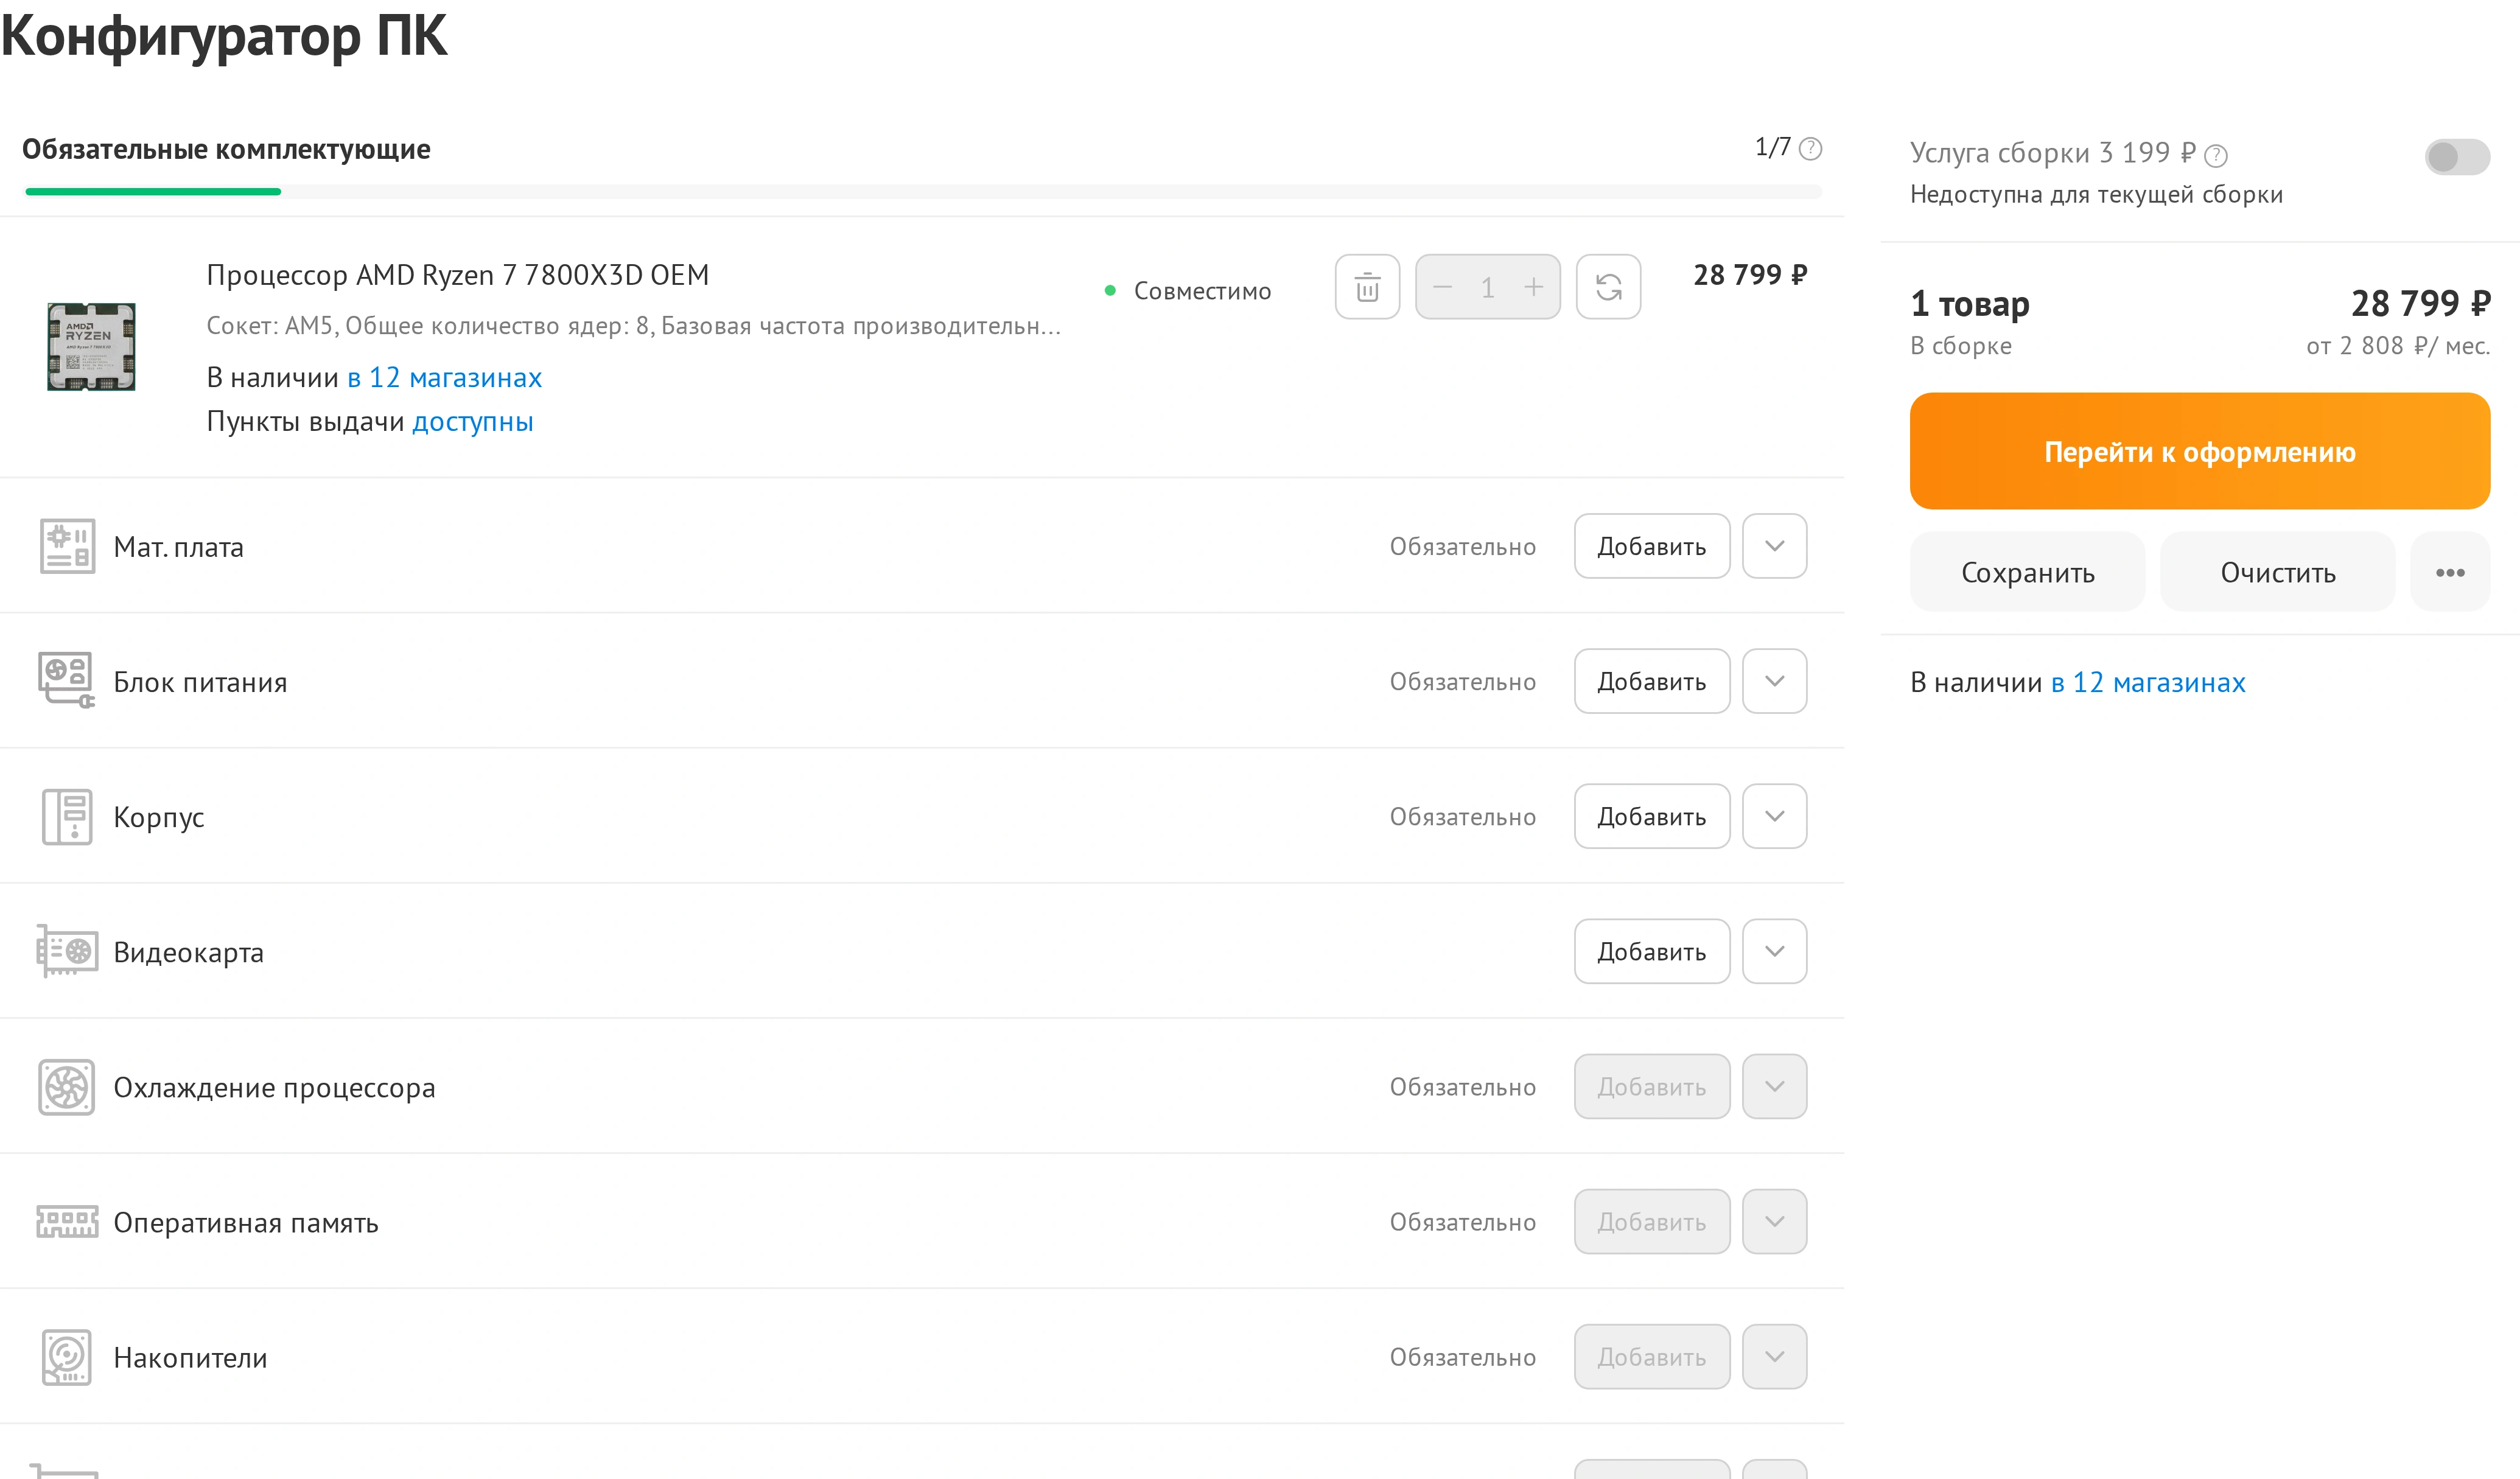 Конфигуратор ПК
Обязательные комплектующие
1/7 ?
Процессор AMD Ryzen 7 7800X3D OEM
Сокет: AM5, Общее количество ядер: 8, Базовая частота производительн...
В наличии в 12 магазинах
Пункты выдачи доступны
Совместимо
1
28 799 ₽
AMD
RYZEN
Мат. плата
Обязательно
Добавить
Блок питания
Обязательно
Добавить
Корпус
Обязательно
Добавить
Видеокарта
Добавить
Охлаждение процессора
Обязательно
Добавить
Оперативная память
Обязательно
Добавить
Накопители
Обязательно
Добавить
Услуга сборки 3 199 ₽ ?
Недоступна для текущей сборки
1 товар
28 799 ₽
В сборке
от 2 808 ₽/ мес.
Перейти к оформлению
Сохранить
Очистить
В наличии в 12 магазинах